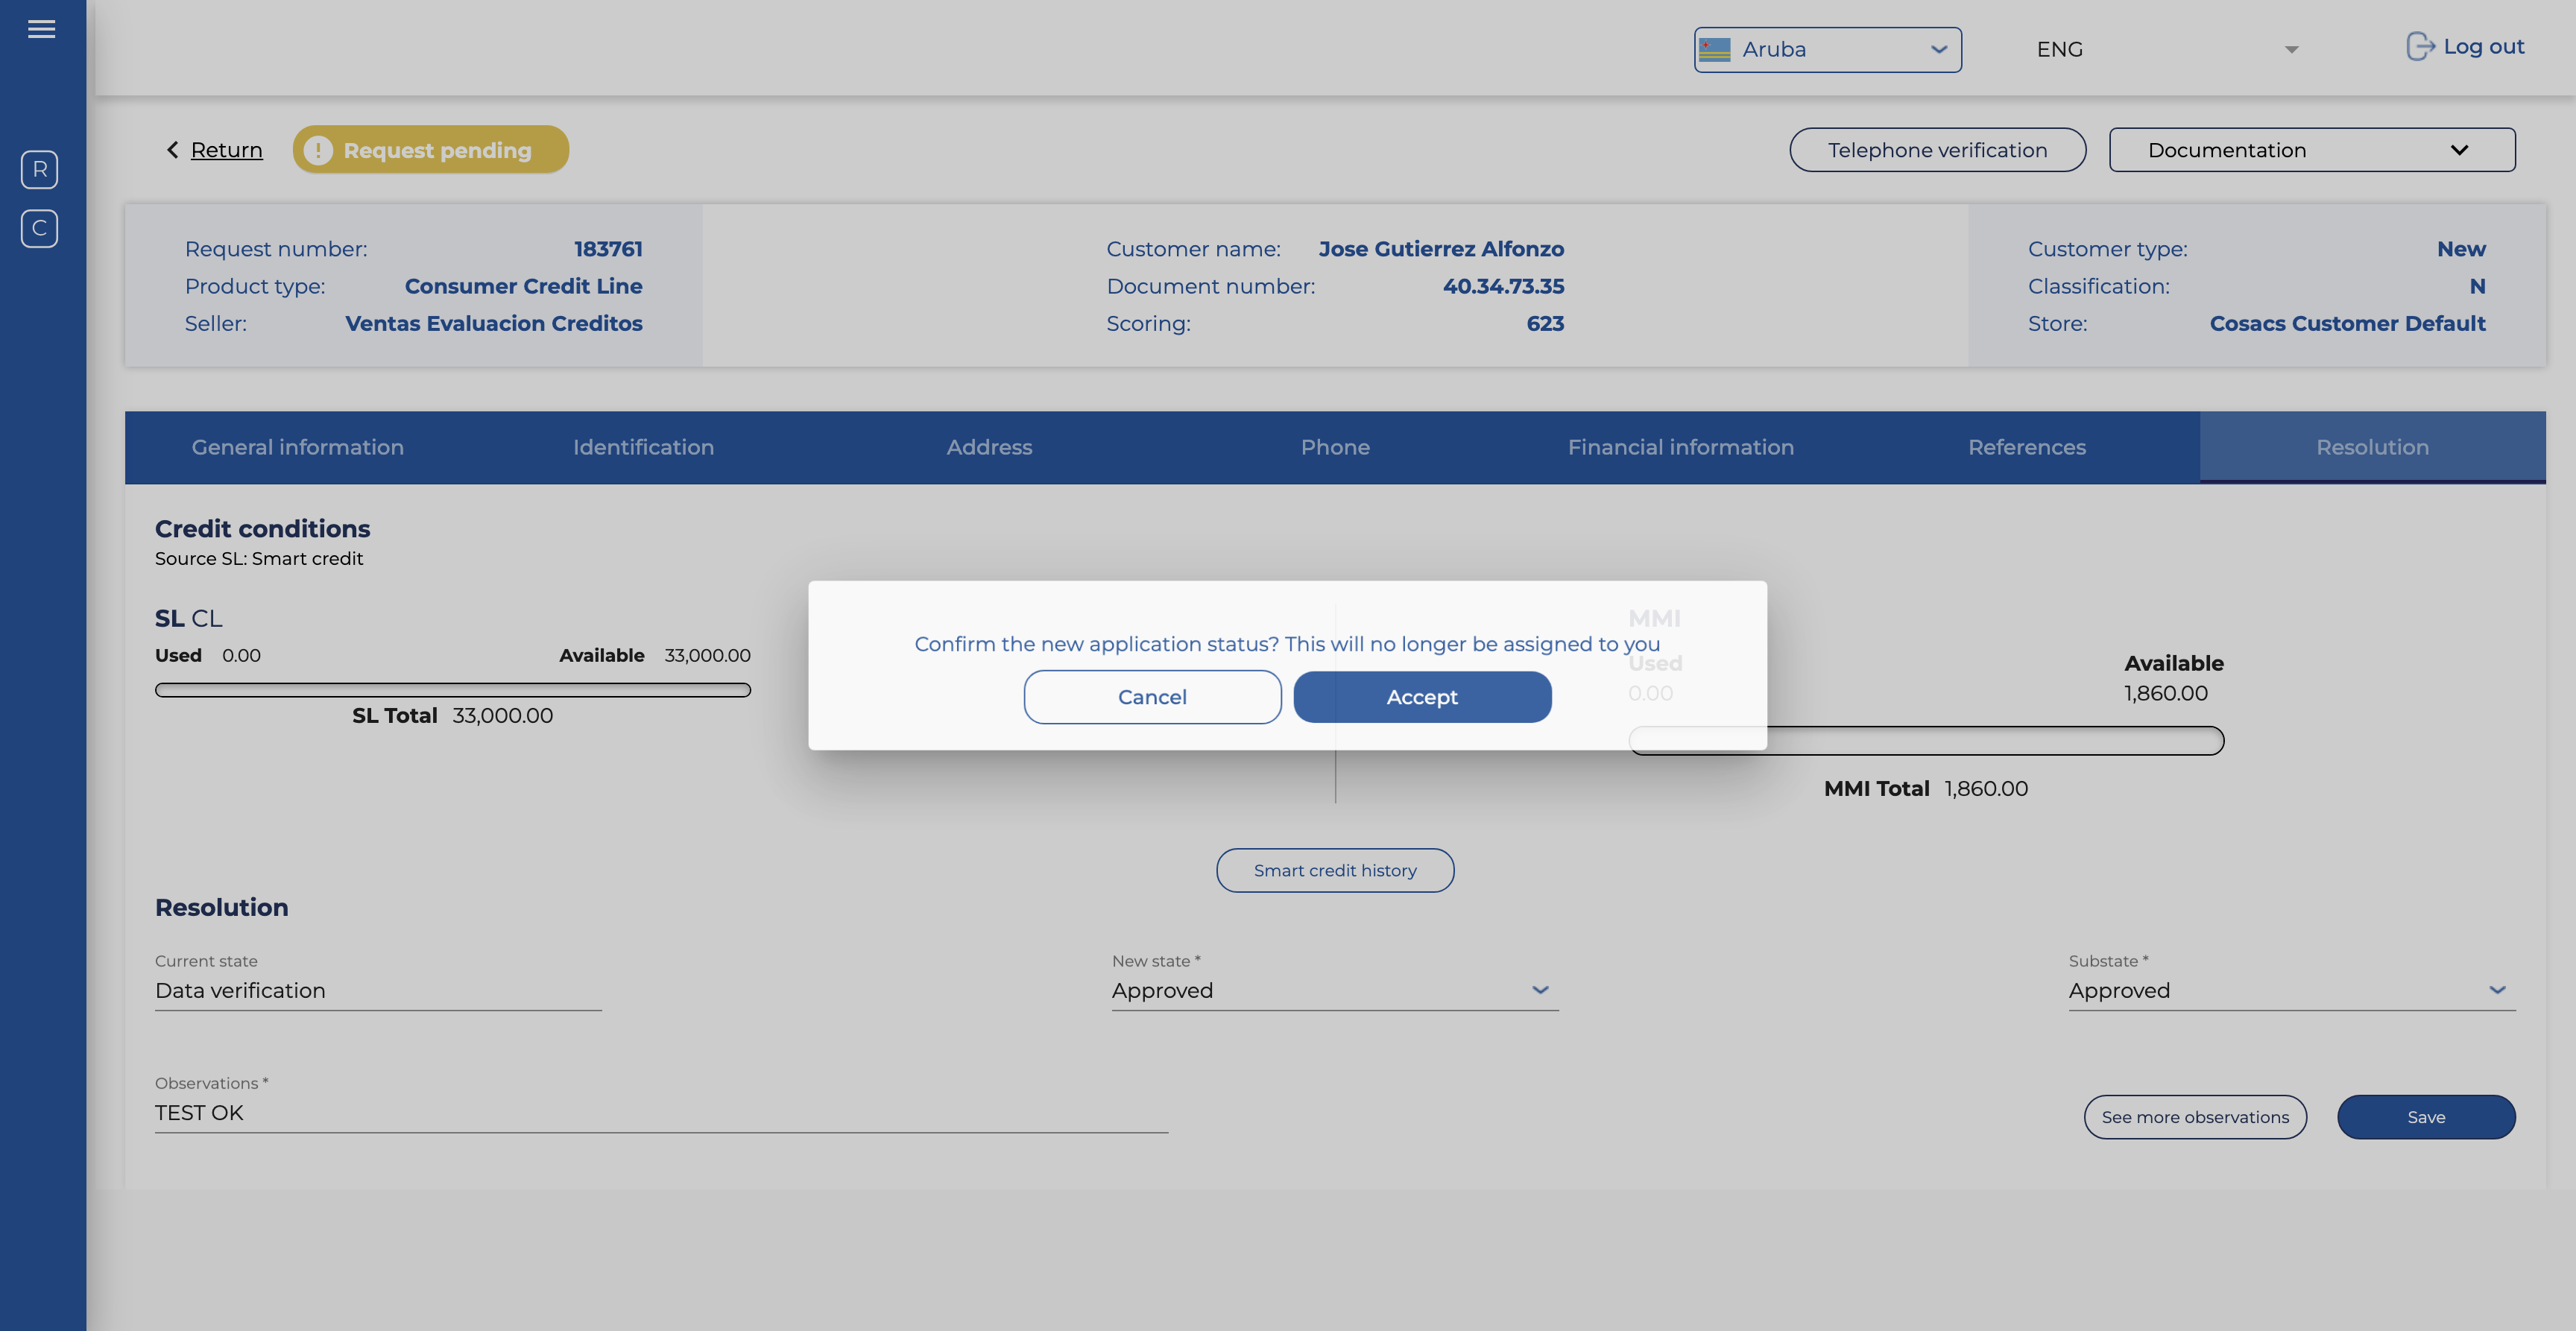 Aruba
ENG
Log out
R
C
Return
Request pending
Telephone verification
Documentation
Request number: 183761
Product type: Consumer Credit Line
Seller: Ventas Evaluacion Creditos
Customer name: Jose Gutierrez Alfonzo
Document number: 40.34.73.35
Scoring: 623
Customer type: New
Classification: N
Store: Cosacs Customer Default
General information
Identification
Address
Phone
Financial information
References
Resolution
Credit conditions
Source SL: Smart credit
SL CL
Used 0.00 Available 33,000.00
SL Total 33,000.00
Confirm the new application status? This will no longer be assigned to you
Cancel
Accept
MMI
Used
0.00
Available
1,860.00
MMI Total 1,860.00
Smart credit history
Resolution
Current state
Data verification
New state *
Approved
Substate *
Approved
Observations *
TEST OK
See more observations
Save